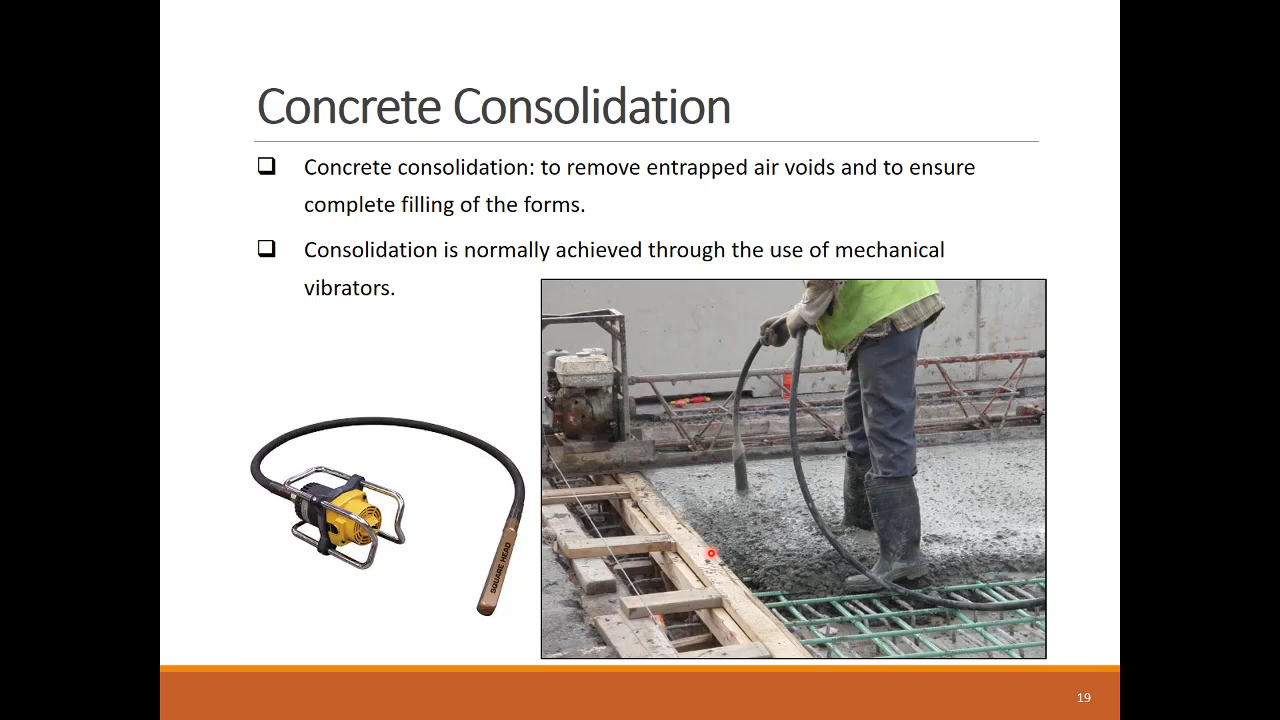 Concrete Consolidation
❑ Concrete consolidation: to remove entrapped air voids and to ensure
complete filling of the forms.
❑ Consolidation is normally achieved through the use of mechanical
vibrators.
SQUARE HEAD
19